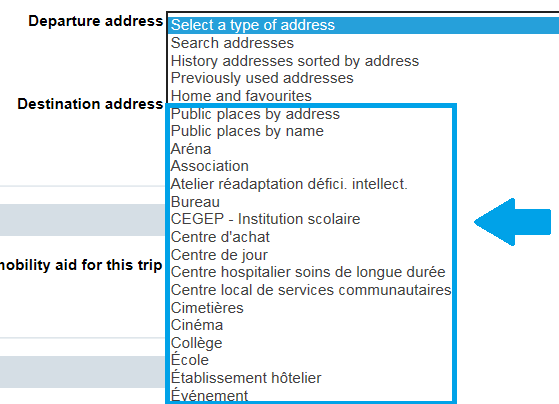 Departure address
Select a type of address
Search addresses
History addresses sorted by address
Previously used addresses
Home and favourites
Destination address
Public places by address
Public places by name
Aréna
Association
Atelier réadaptation défici. intellect.
Bureau
CEGEP - Institution scolaire
Centre d'achat
Centre de jour
mobility aid for this trip
Centre hospitalier soins de longue durée
Centre local de services communautaires
Cimetières
Cinéma
Collège
École
Établissement hôtelier
Événement